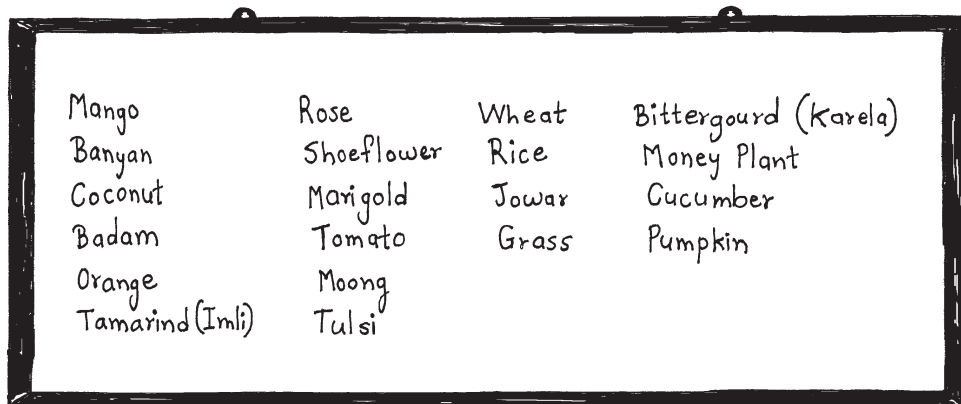 Mango Rose Wheat Bittergourd (Karela)
Banyan Shoeflower Rice Money Plant
Coconut Marigold Jowar Cucumber
Badam Tomato Grass Pumpkin
Orange Moong
Tamarind (Imli) Tulsi